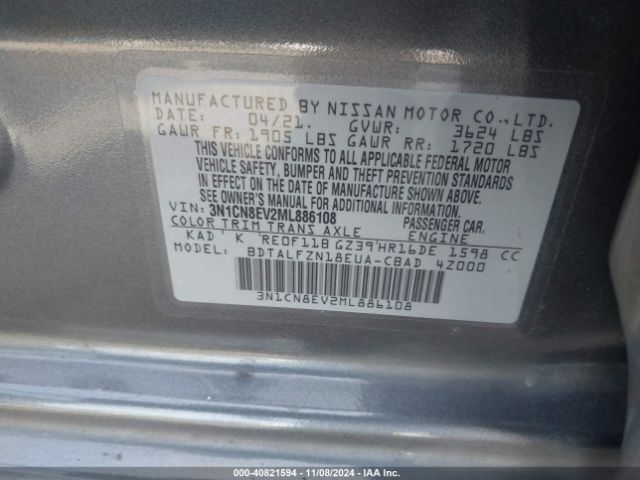 MANUFACTURED BY NISSAN MOTOR CO.,LTD.
DATE: 04/21. GVWR: 3624 LBS
GAWR FR: 1905 LBS GAWR RR: 1720 LBS
THIS VEHICLE CONFORMS TO ALL APPLICABLE FEDERAL MOTOR
VEHICLE SAFETY, BUMPER AND THEFT PREVENTION STANDARDS
IN EFFECT ON THE DATE OF MANUFACTURE SHOWN ABOVE.
SEE OWNER'S MANUAL FOR ADDITIONAL INFORMATION
VIN: 3N1CN8EV2ML886108 PASSENGER CAR.
COLOR TRIM TRANS AXLE ENGINE
KAD K RE0F11B GZ39 HR16DE 1598 CC
MODEL: BDTALFZN18EUA-CBAD 4Z000
3N1CN8EV2ML886108
000-40821594 - 11/08/2024 - IAA Inc.